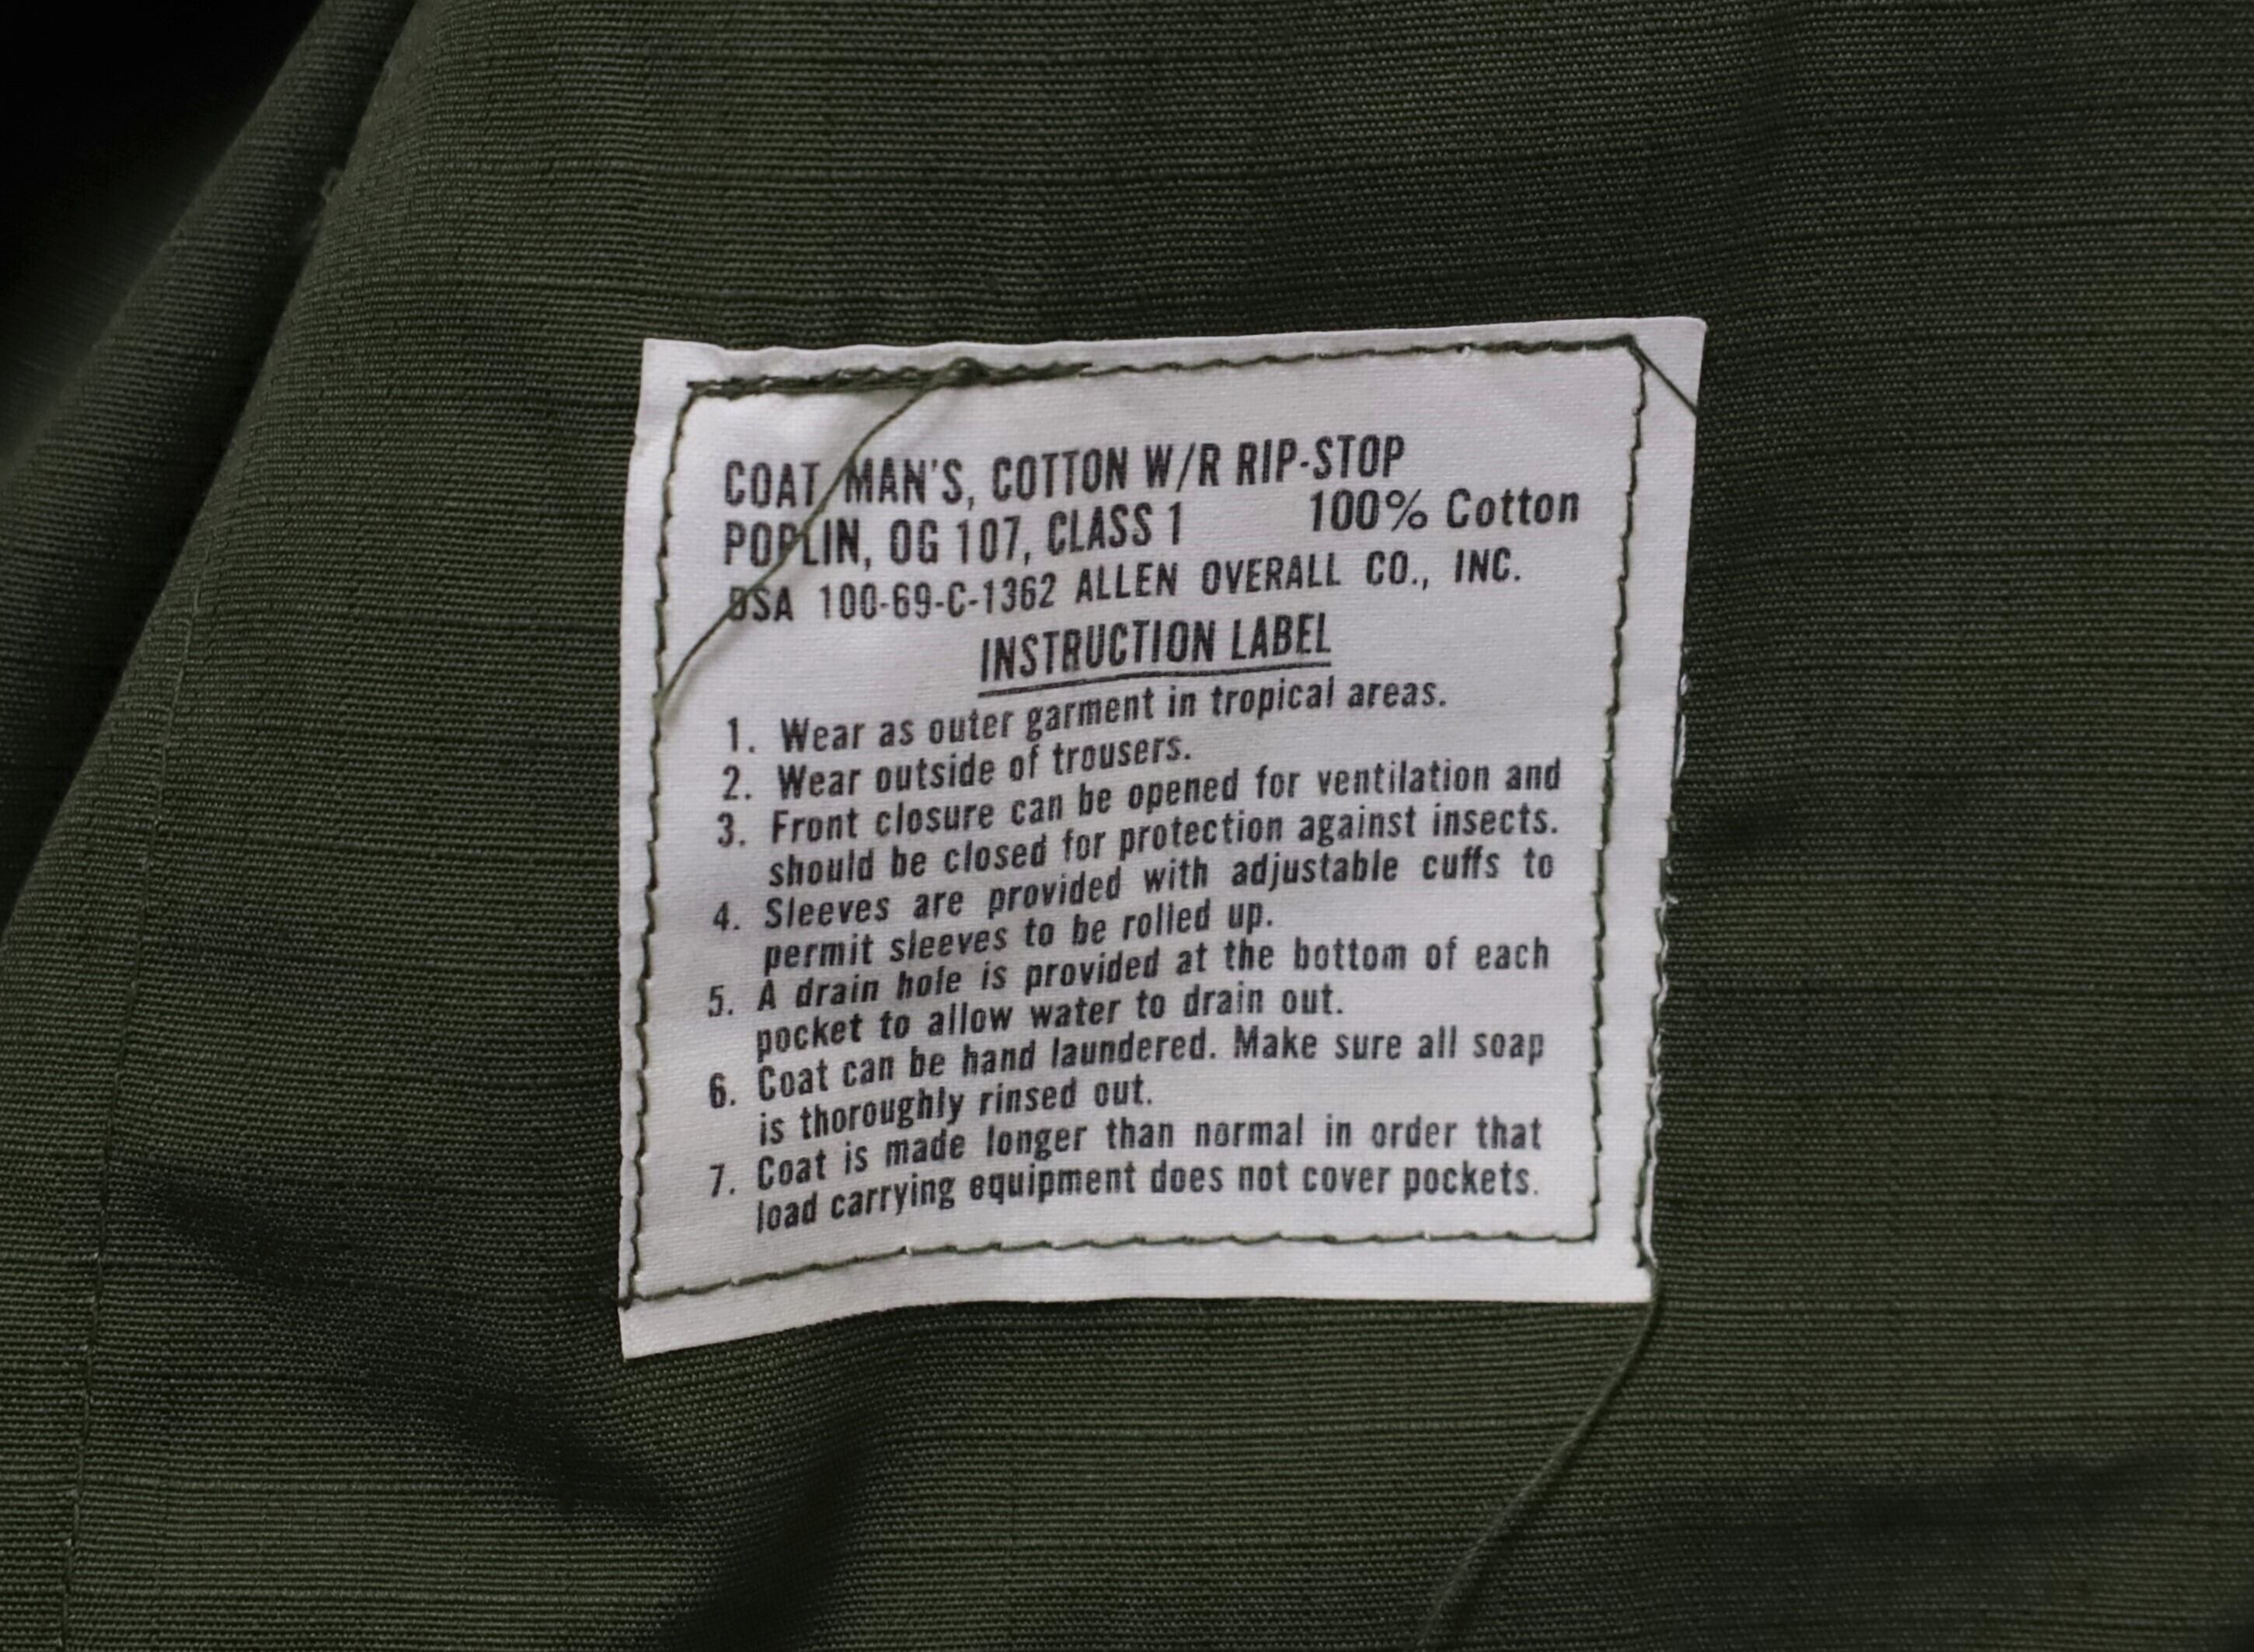 COAT, MAN'S, COTTON W/R RIP-STOP
POPLIN, OG 107, CLASS 1 100% Cotton
DSA 100-69-C-1362 ALLEN OVERALL CO., INC.
INSTRUCTION LABEL
1. Wear as outer garment in tropical areas.
2. Wear outside of trousers.
3. Front closure can be opened for ventilation and
should be closed for protection against insects.
4. Sleeves are provided with adjustable cuffs to
permit sleeves to be rolled up.
5. A drain hole is provided at the bottom of each
pocket to allow water to drain out.
6. Coat can be hand laundered. Make sure all soap
is thoroughly rinsed out.
7. Coat is made longer than normal in order that
load carrying equipment does not cover pockets.